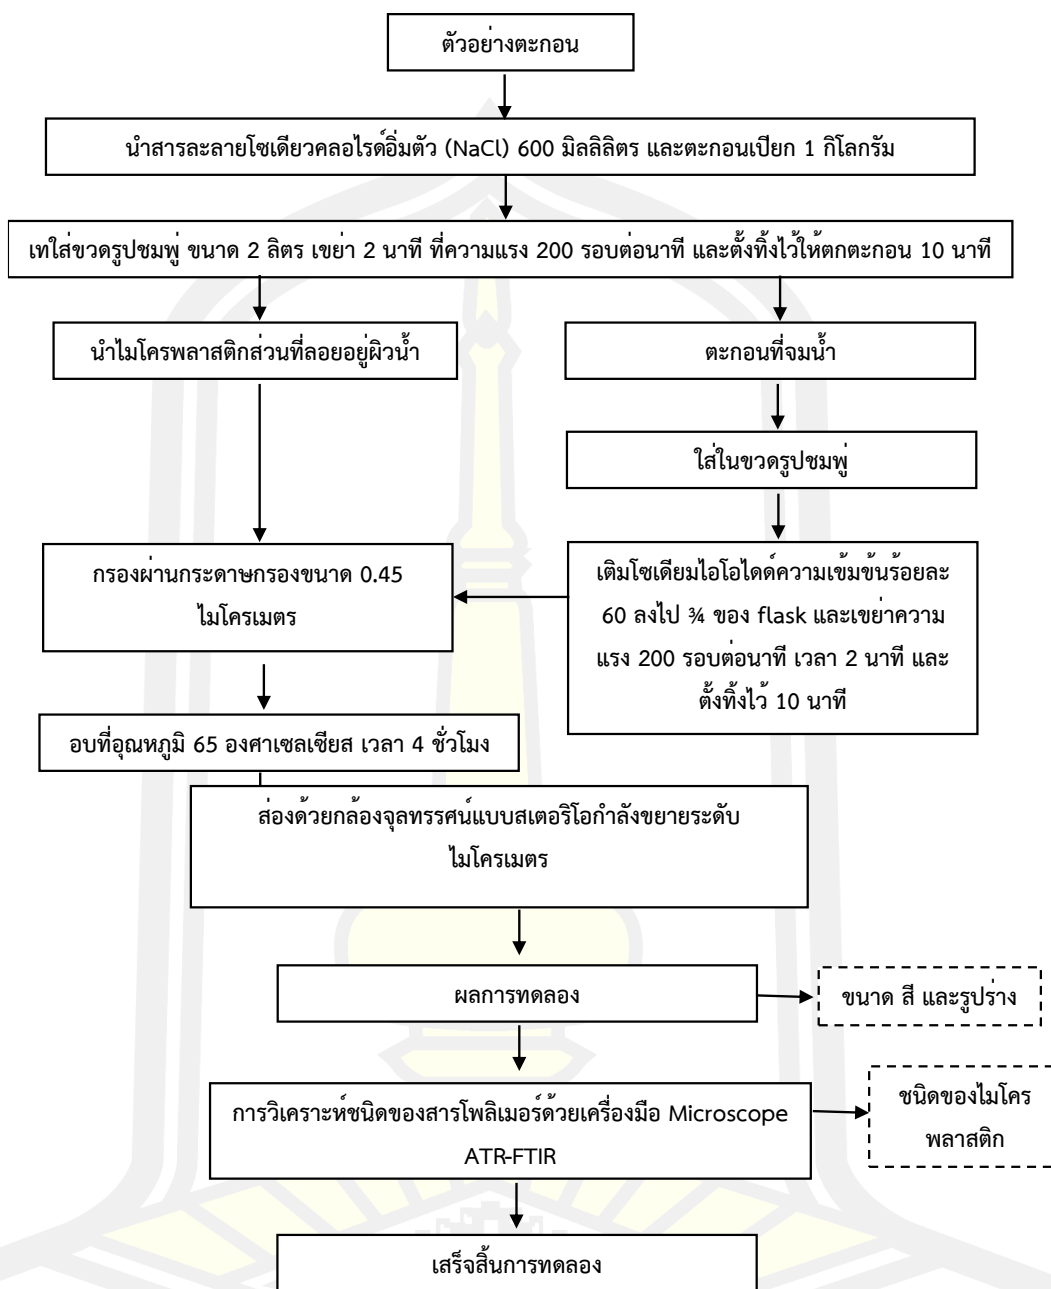 ตัวอย่างตะกอน
นำสารละลายโซเดียวคลอไรด์อิ่มตัว (NaCl) 600 มิลลิลิตร และตะกอนเปียก 1 กิโลกรัม
เทใส่ขวดรูปชมพู่ ขนาด 2 ลิตร เขย่า 2 นาที ที่ความแรง 200 รอบต่อนาที และตั้งทิ้งไว้ให้ตกตะกอน 10 นาที
นำไมโครพลาสติกส่วนที่ลอยอยู่ผิวน้ำ
ตะกอนที่จมน้ำ
ใส่ในขวดรูปชมพู่
กรองผ่านกระดาษกรองขนาด 0.45
ไมโครเมตร
เติมโซเดียมไอโอไดด์ความเข้มข้นร้อยละ
60 ลงไป ¾ ของ flask และเขย่าความ
แรง 200 รอบต่อนาที เวลา 2 นาที และ
ตั้งทิ้งไว้ 10 นาที
อบที่อุณหภูมิ 65 องศาเซลเซียส เวลา 4 ชั่วโมง
ส่องด้วยกล้องจุลทรรศน์แบบสเตอริโอกำลังขยายระดับ
ไมโครเมตร
ผลการทดลอง
ขนาด สี และรูปร่าง
การวิเคราะห์ชนิดของสารโพลิเมอร์ด้วยเครื่องมือ Microscope
ATR-FTIR
ชนิดของไมโคร
พลาสติก
เสร็จสิ้นการทดลอง